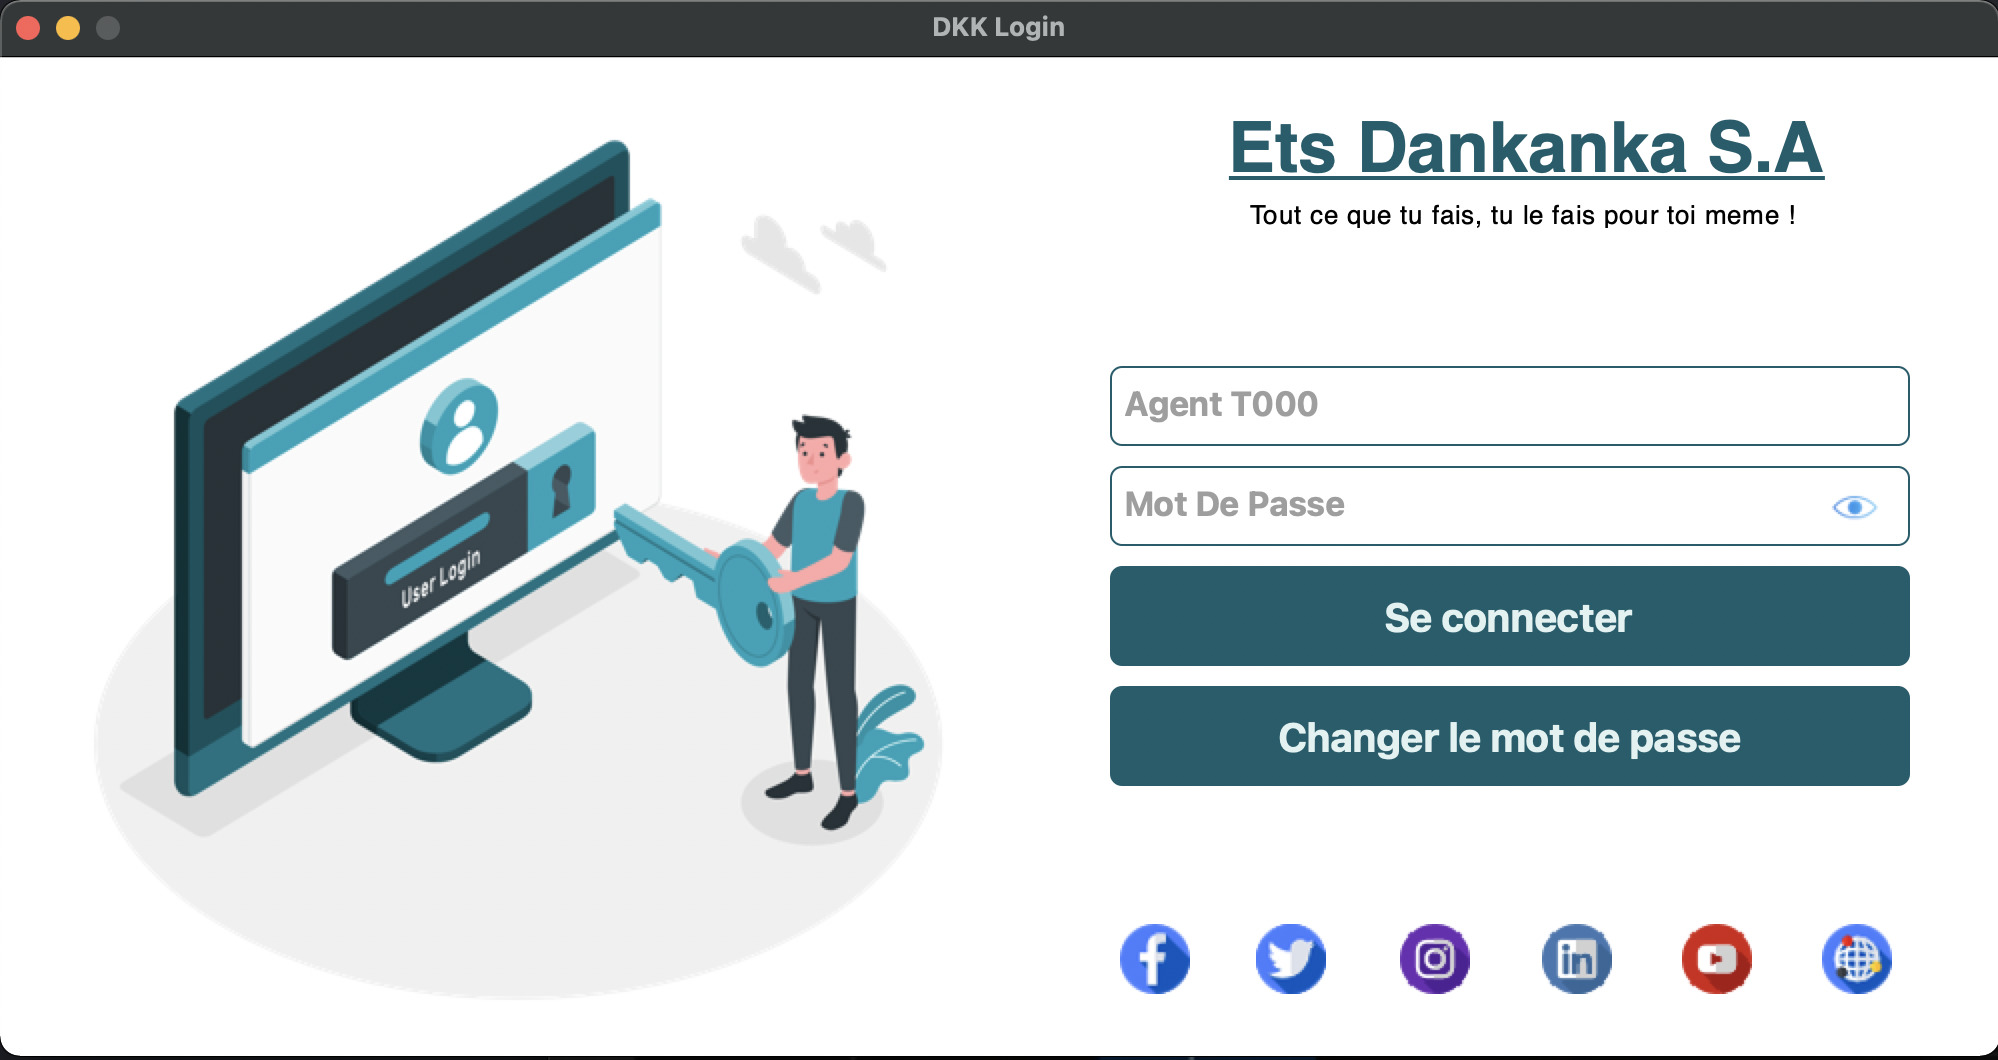 DKK Login
Ets Dankanka S.A
Tout ce que tu fais, tu le fais pour toi meme !
User Login
Agent T000
Mot De Passe
Se connecter
Changer le mot de passe